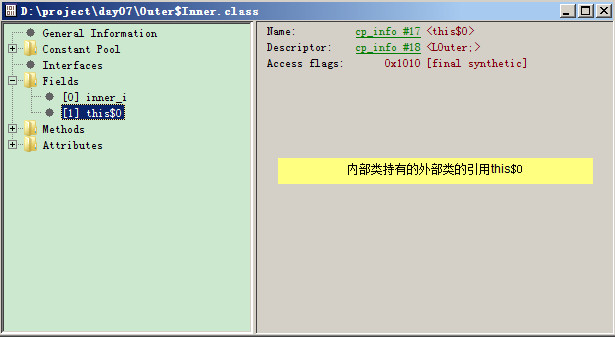 D:\project\day07\Outer$Inner.class
General Information
Constant Pool
Interfaces
Fields
[0] inner_i
[1] this$0
Methods
Attributes
Name: cp_info #17 <this$0>
Descriptor: cp_info #18 <LOuter;>
Access flags: 0x1010 [final synthetic]
内部类持有的外部类的引用this$0